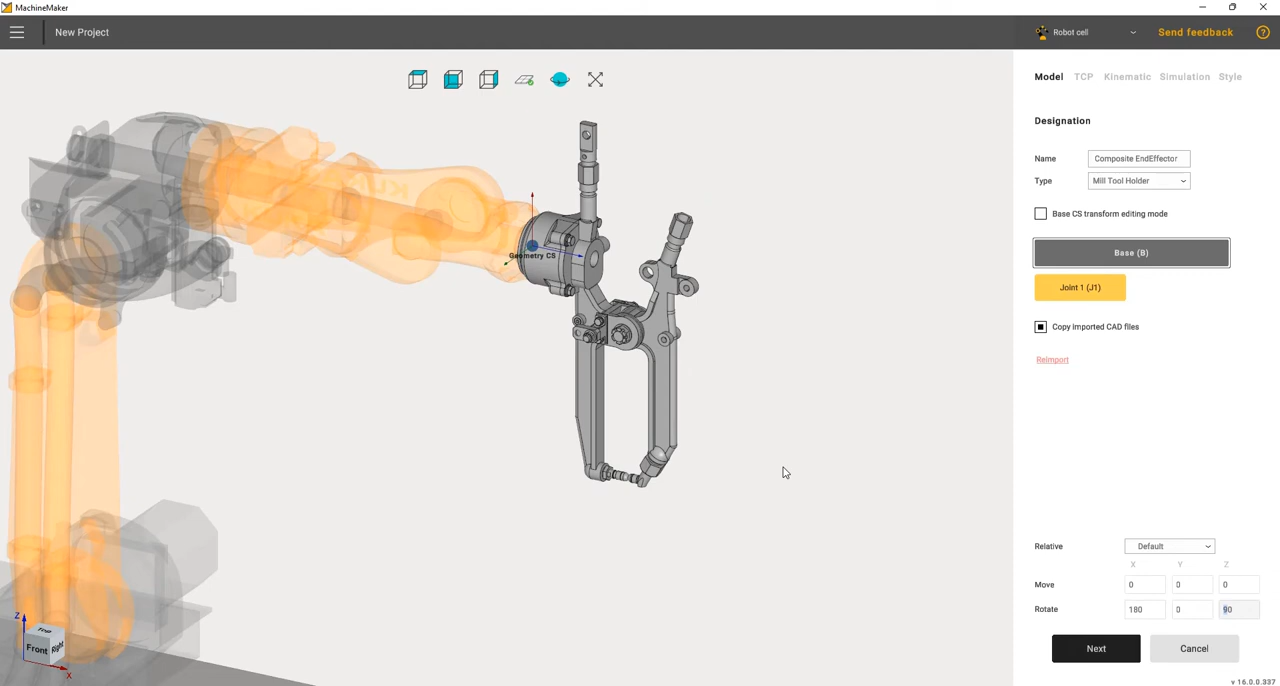 MachineMaker
New Project
Robot cell
Send feedback
?
Model TCP Kinematic Simulation Style
Designation
Name Composite EndEffector
Type Mill Tool Holder
Base CS transform editing mode
Base (B)
Joint 1 (J1)
Copy imported CAD files
Reimport
Geometry CS
KUKA
Relative Default
X Y Z
Move 0 0 0
Rotate 180 0 90
Next Cancel
v 16.0.0.337
Z
TOP
Front Right
X